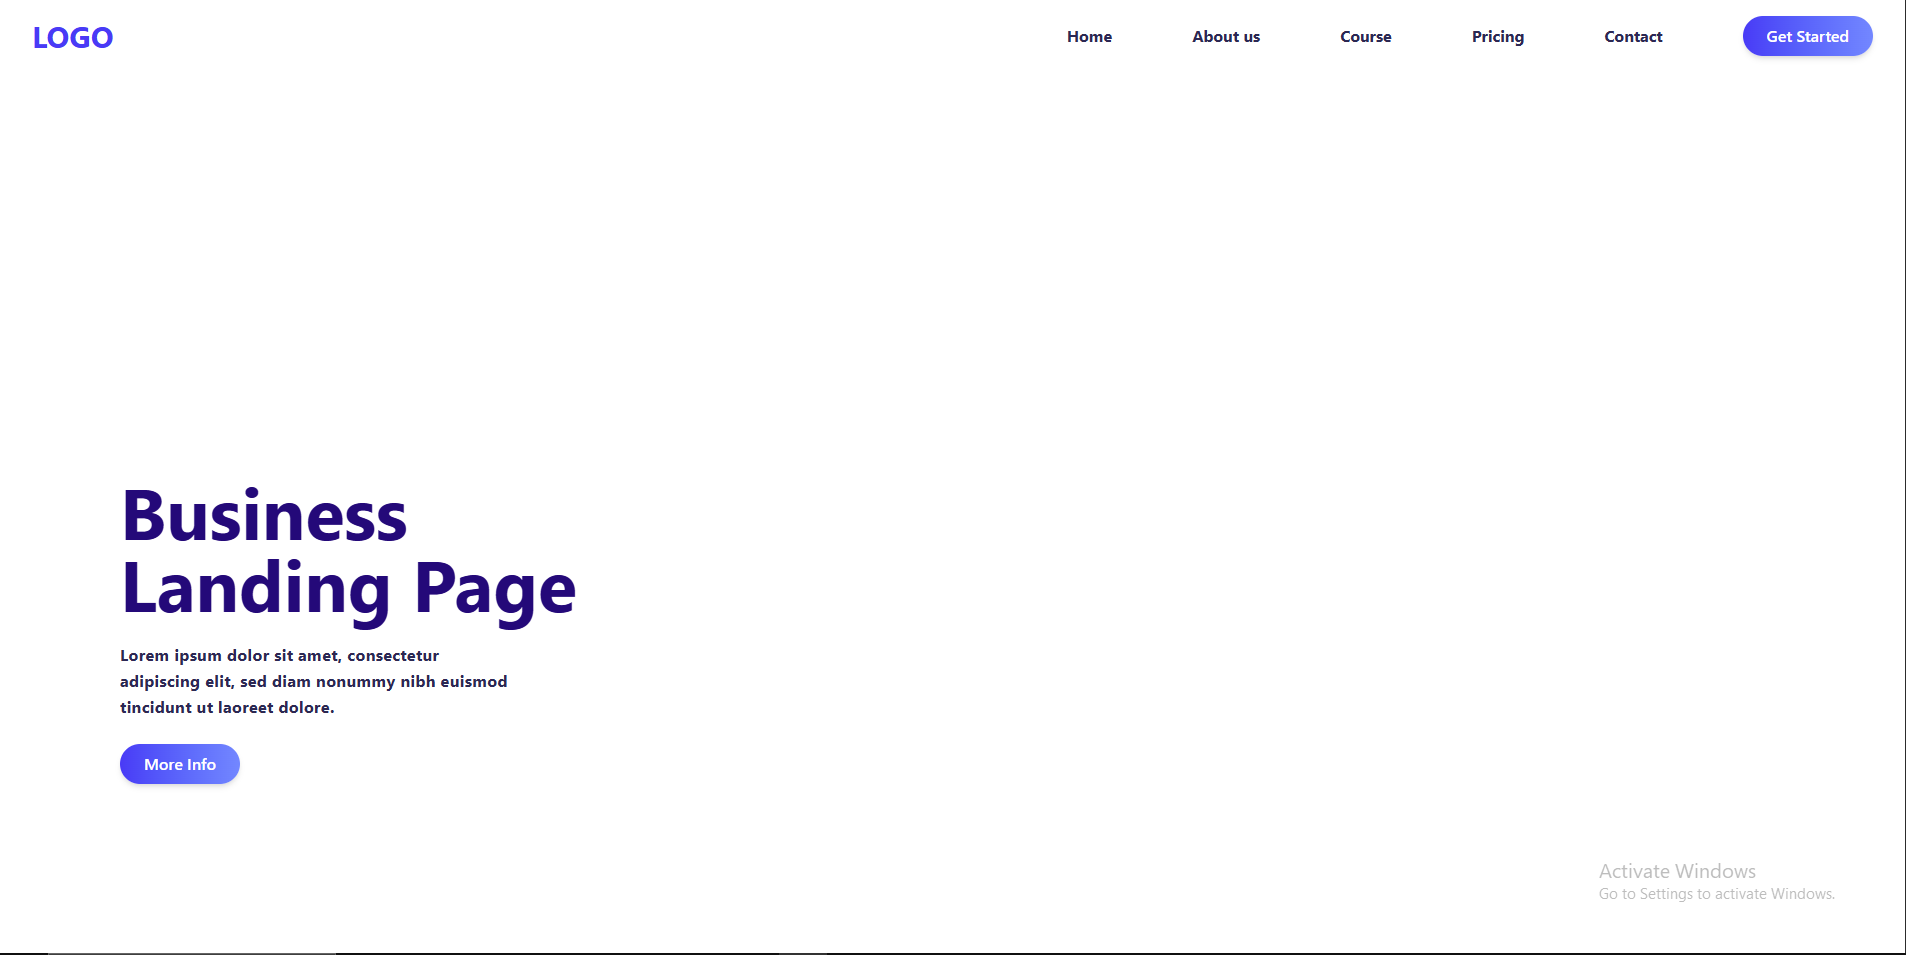 LOGO
Home About us Course Pricing Contact Get Started
Business
Landing Page
Lorem ipsum dolor sit amet, consectetur
adipiscing elit, sed diam nonummy nibh euismod
tincidunt ut laoreet dolore.
More Info
Activate Windows
Go to Settings to activate Windows.